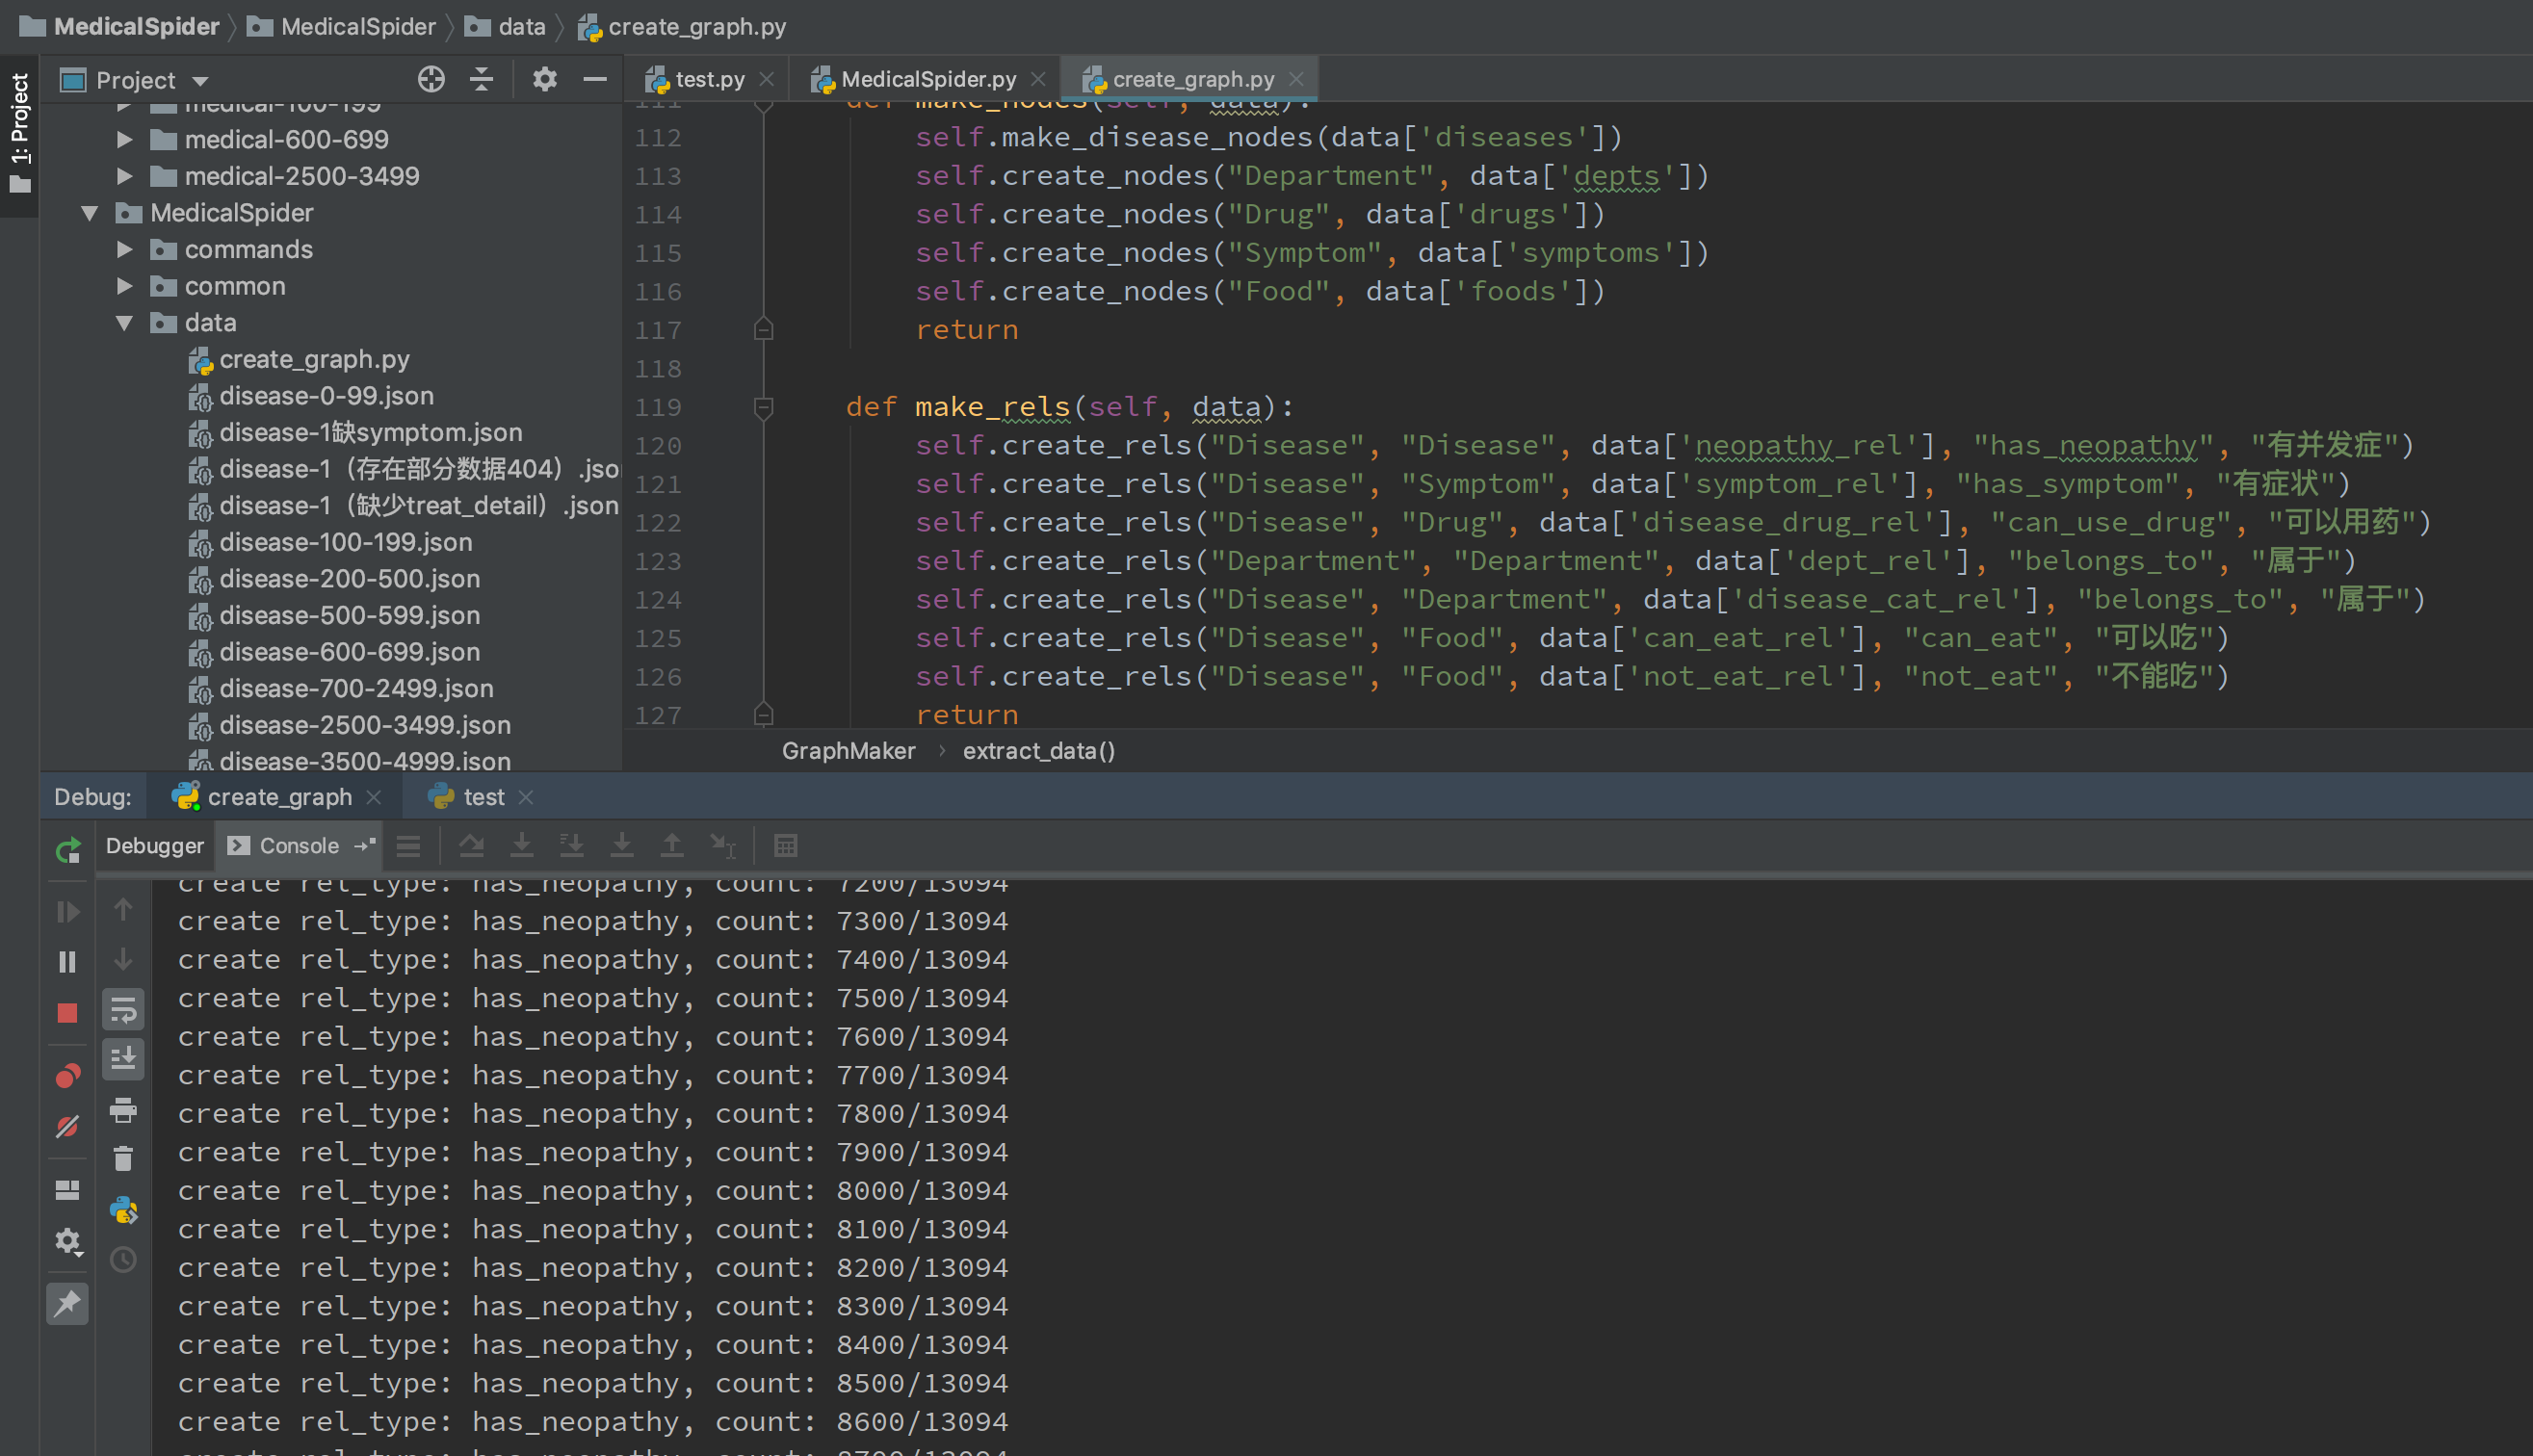 MedicalSpider MedicalSpider data create_graph.py
1: Project
Project
test.py MedicalSpider.py create_graph.py
medical-100-199
medical-600-699
medical-2500-3499
MedicalSpider
commands
common
data
create_graph.py
disease-0-99.json
disease-1缺symptom.json
disease-1（存在部分数据404）.jso
disease-1（缺少treat_detail）.json
disease-100-199.json
disease-200-500.json
disease-500-599.json
disease-600-699.json
disease-700-2499.json
disease-2500-3499.json
disease-3500-4999.json
111 def make_nodes(self, data):
112 self.make_disease_nodes(data['diseases'])
113 self.create_nodes("Department", data['depts'])
114 self.create_nodes("Drug", data['drugs'])
115 self.create_nodes("Symptom", data['symptoms'])
116 self.create_nodes("Food", data['foods'])
117 return
118
119 def make_rels(self, data):
120 self.create_rels("Disease", "Disease", data['neopathy_rel'], "has_neopathy", "有并发症")
121 self.create_rels("Disease", "Symptom", data['symptom_rel'], "has_symptom", "有症状")
122 self.create_rels("Disease", "Drug", data['disease_drug_rel'], "can_use_drug", "可以用药")
123 self.create_rels("Department", "Department", data['dept_rel'], "belongs_to", "属于")
124 self.create_rels("Disease", "Department", data['disease_cat_rel'], "belongs_to", "属于")
125 self.create_rels("Disease", "Food", data['can_eat_rel'], "can_eat", "可以吃")
126 self.create_rels("Disease", "Food", data['not_eat_rel'], "not_eat", "不能吃")
127 return
GraphMaker › extract_data()
Debug: create_graph test
Debugger Console
create rel_type: has_neopathy, count: 7200/13094
create rel_type: has_neopathy, count: 7300/13094
create rel_type: has_neopathy, count: 7400/13094
create rel_type: has_neopathy, count: 7500/13094
create rel_type: has_neopathy, count: 7600/13094
create rel_type: has_neopathy, count: 7700/13094
create rel_type: has_neopathy, count: 7800/13094
create rel_type: has_neopathy, count: 7900/13094
create rel_type: has_neopathy, count: 8000/13094
create rel_type: has_neopathy, count: 8100/13094
create rel_type: has_neopathy, count: 8200/13094
create rel_type: has_neopathy, count: 8300/13094
create rel_type: has_neopathy, count: 8400/13094
create rel_type: has_neopathy, count: 8500/13094
create rel_type: has_neopathy, count: 8600/13094
create rel_type: has_neopathy, count: 8700/13094